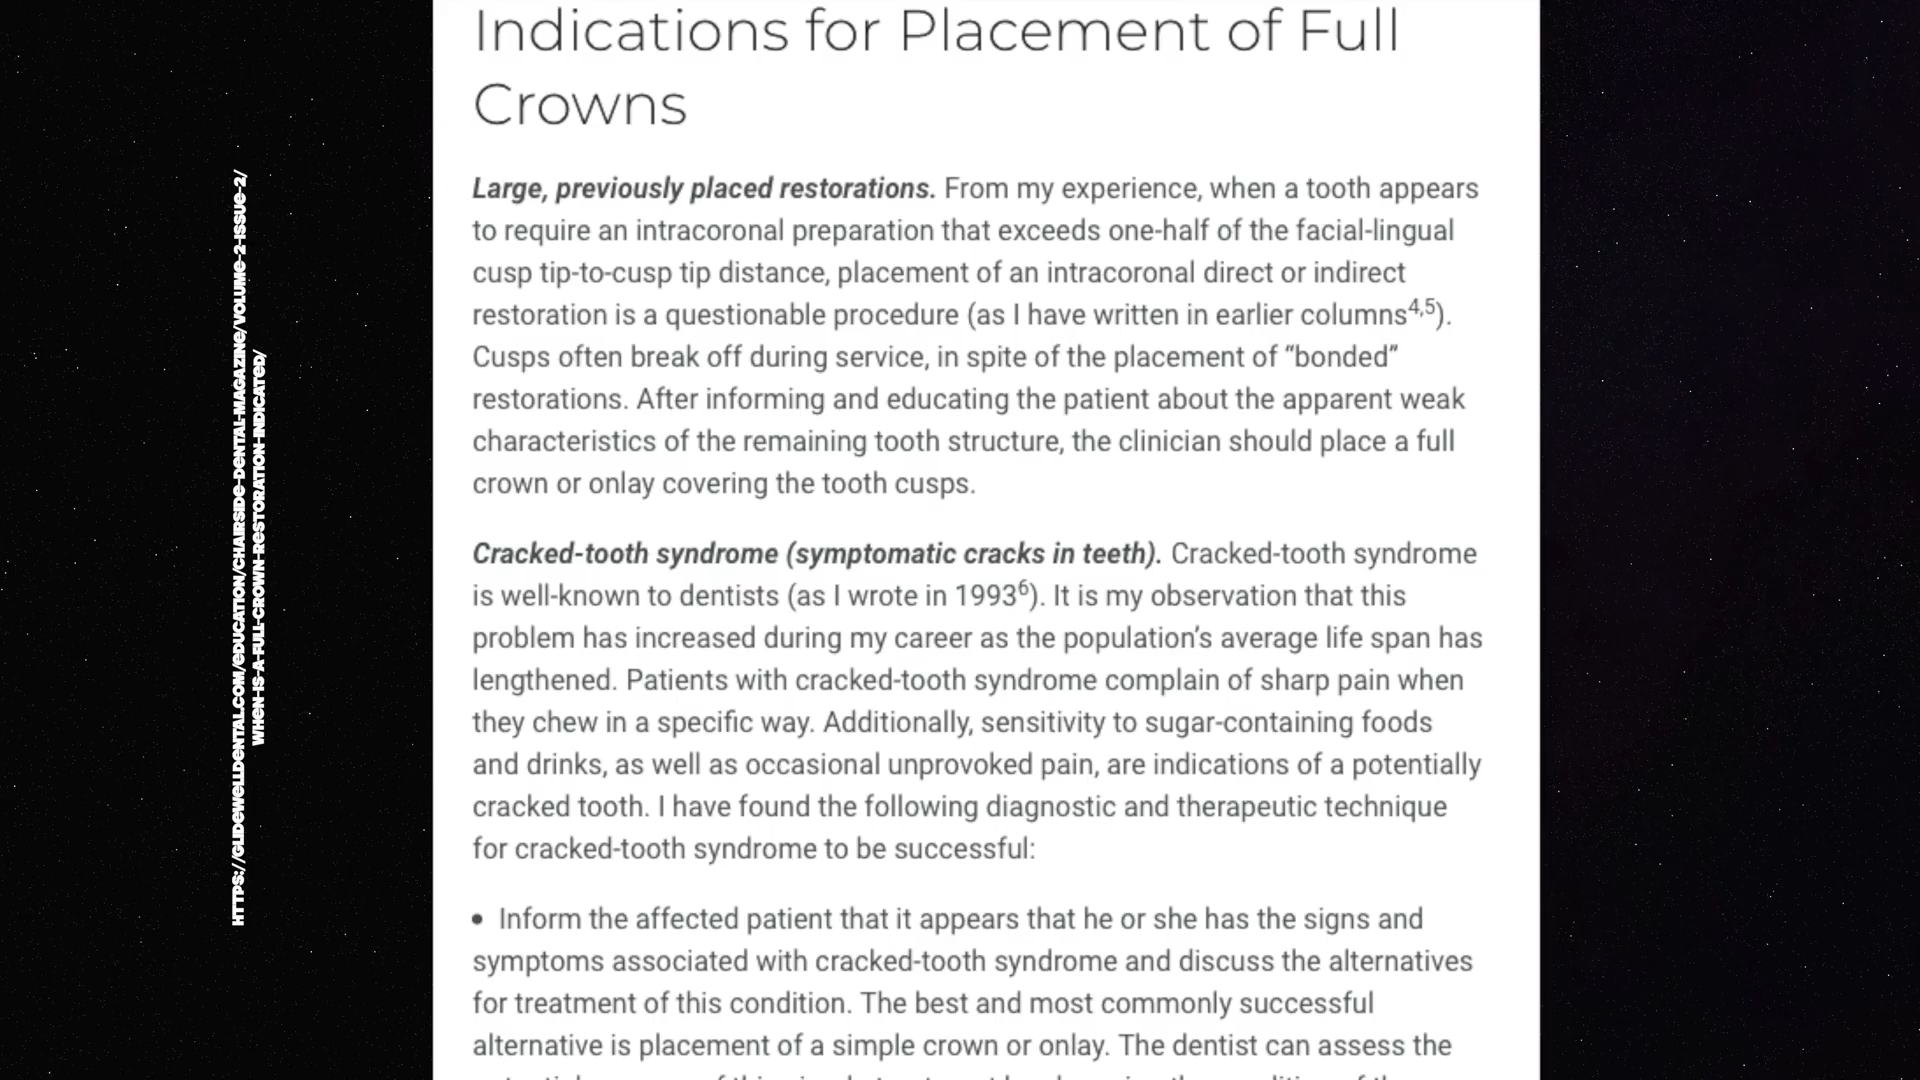 Indications for Placement of Full
Crowns
Large, previously placed restorations. From my experience, when a tooth appears
to require an intracoronal preparation that exceeds one-half of the facial-lingual
cusp tip-to-cusp tip distance, placement of an intracoronal direct or indirect
restoration is a questionable procedure (as I have written in earlier columns4,5).
Cusps often break off during service, in spite of the placement of “bonded”
restorations. After informing and educating the patient about the apparent weak
characteristics of the remaining tooth structure, the clinician should place a full
crown or onlay covering the tooth cusps.
Cracked-tooth syndrome (symptomatic cracks in teeth). Cracked-tooth syndrome
is well-known to dentists (as I wrote in 19936). It is my observation that this
problem has increased during my career as the population’s average life span has
lengthened. Patients with cracked-tooth syndrome complain of sharp pain when
they chew in a specific way. Additionally, sensitivity to sugar-containing foods
and drinks, as well as occasional unprovoked pain, are indications of a potentially
cracked tooth. I have found the following diagnostic and therapeutic technique
for cracked-tooth syndrome to be successful:
• Inform the affected patient that it appears that he or she has the signs and
symptoms associated with cracked-tooth syndrome and discuss the alternatives
for treatment of this condition. The best and most commonly successful
alternative is placement of a simple crown or onlay. The dentist can assess the
HTTPS://GLIDEWELLDENTAL.COM/EDUCATION/CHAIRSIDE-DENTAL-MAGAZINE/VOLUME-2-ISSUE-2/
WHEN-IS-A-FULL-CROWN-RESTORATION-INDICATED/